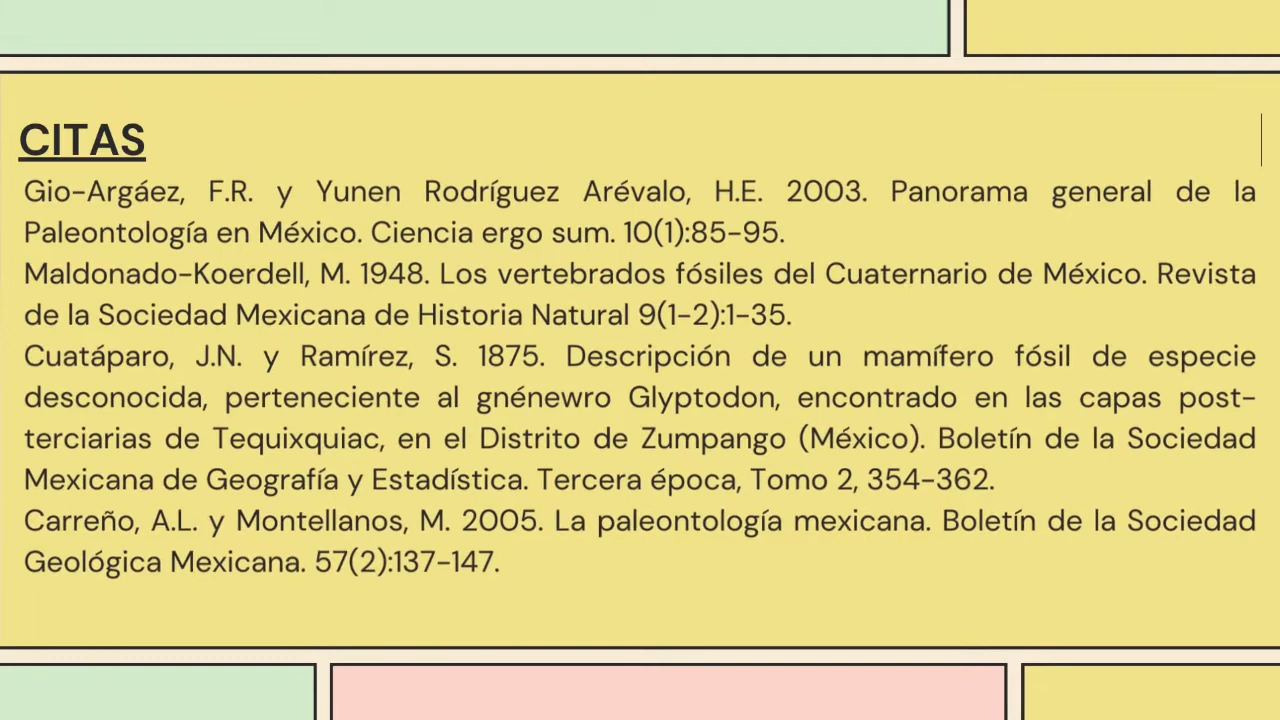 CITAS
Gio-Argáez, F.R. y Yunen Rodríguez Arévalo, H.E. 2003. Panorama general de la
Paleontología en México. Ciencia ergo sum. 10(1):85-95.
Maldonado-Koerdell, M. 1948. Los vertebrados fósiles del Cuaternario de México. Revista
de la Sociedad Mexicana de Historia Natural 9(1-2):1-35.
Cuatáparo, J.N. y Ramírez, S. 1875. Descripción de un mamífero fósil de especie
desconocida, perteneciente al gnénewro Glyptodon, encontrado en las capas post-
terciarias de Tequixquiac, en el Distrito de Zumpango (México). Boletín de la Sociedad
Mexicana de Geografía y Estadística. Tercera época, Tomo 2, 354-362.
Carreño, A.L. y Montellanos, M. 2005. La paleontología mexicana. Boletín de la Sociedad
Geológica Mexicana. 57(2):137-147.